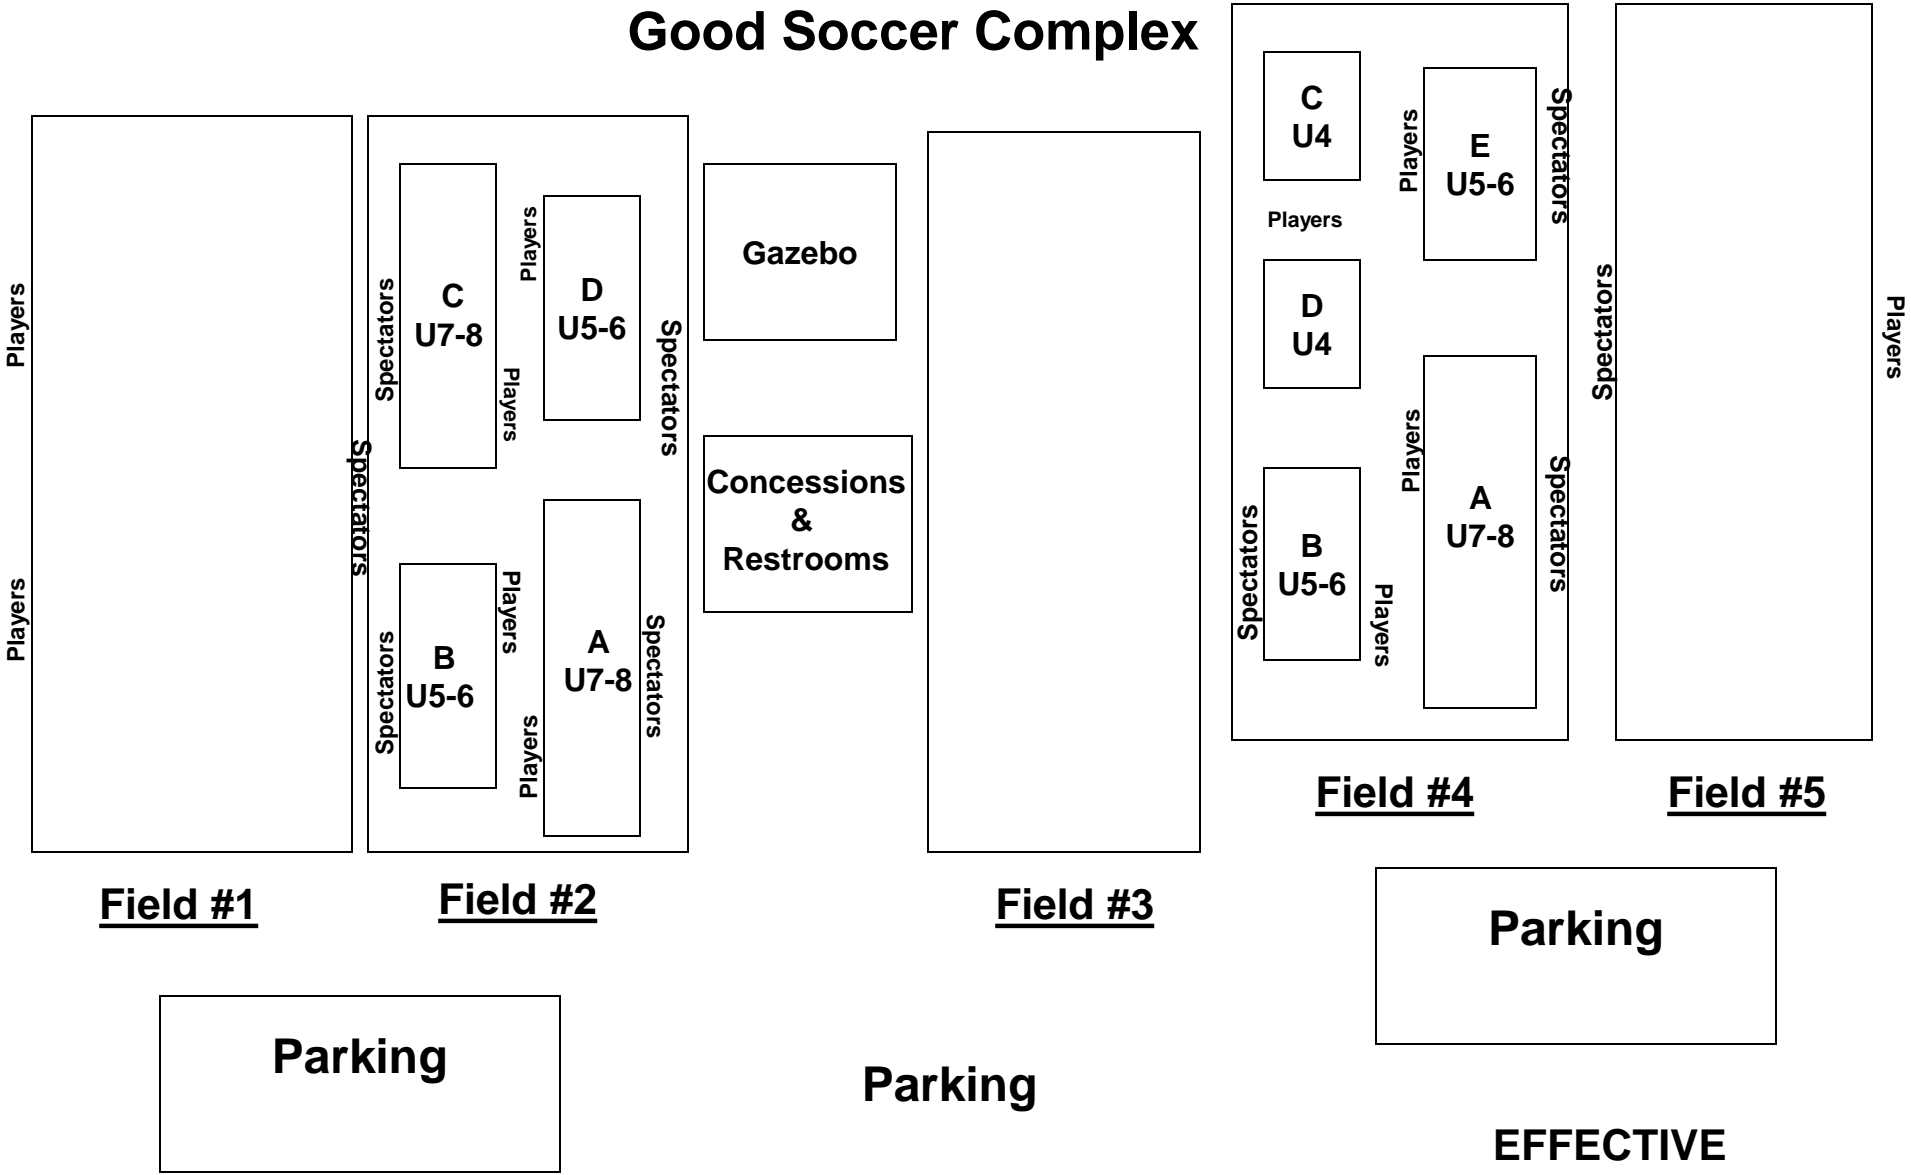 Good Soccer Complex
Players
Players
Spectators
Spectators
C
U7-8
Players
Players
D
U5-6
Spectators
Spectators
B
U5-6
Players
Players
A
U7-8
Spectators
Gazebo
Concessions
&
Restrooms
C
U4
Players
D
U4
Players
E
U5-6
Spectators
Spectators
B
U5-6
Players
Players
A
U7-8
Spectators
Spectators
Players
Field #1
Field #2
Field #3
Field #4
Field #5
Parking
Parking
Parking
EFFECTIVE